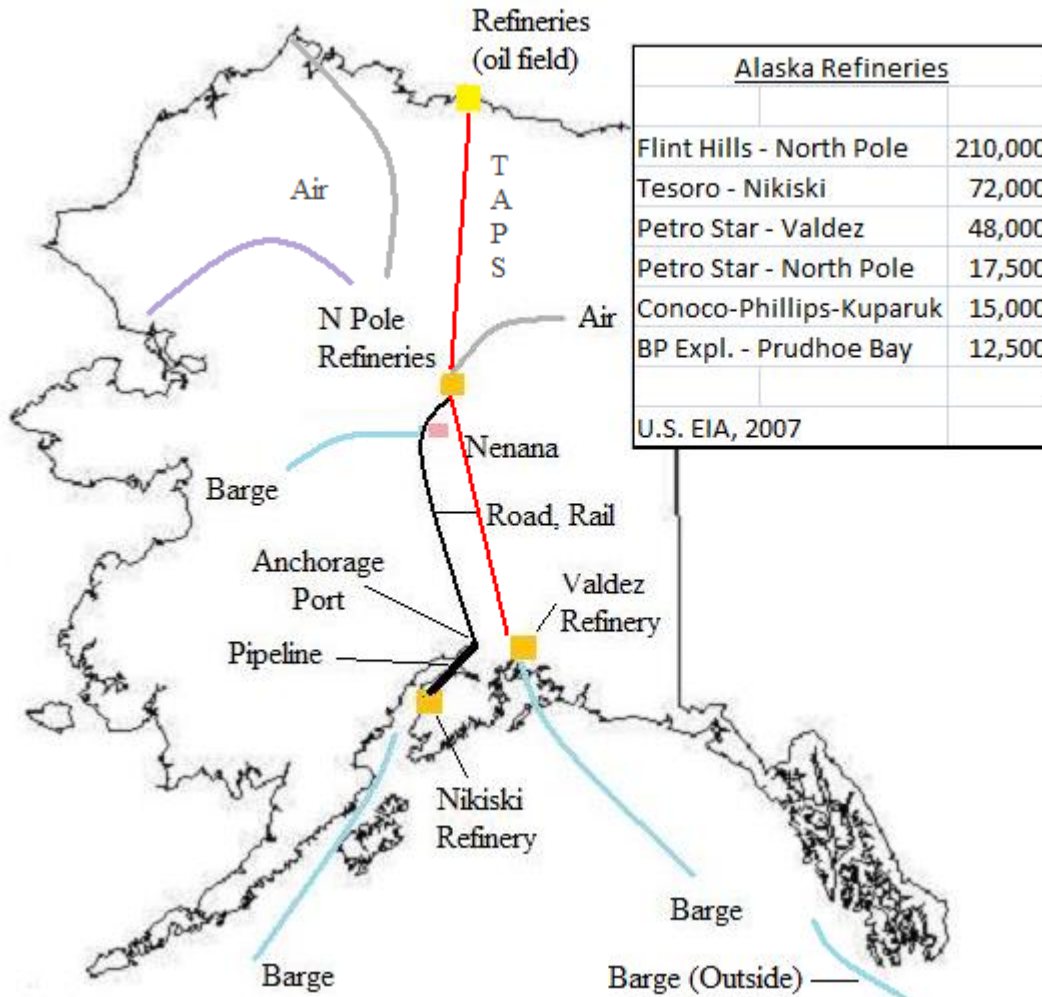 Refineries
(oil field)
Alaska Refineries
Flint Hills - North Pole 210,000
Tesoro - Nikiski 72,000
Petro Star - Valdez 48,000
Petro Star - North Pole 17,500
Conoco-Phillips-Kuparuk 15,000
BP Expl. - Prudhoe Bay 12,500
U.S. EIA, 2007
T
A
P
S
Air
N Pole
Refineries
Air
Nenana
Barge
Road, Rail
Anchorage
Port
Valdez
Refinery
Pipeline
Nikiski
Refinery
Barge
Barge
Barge (Outside)